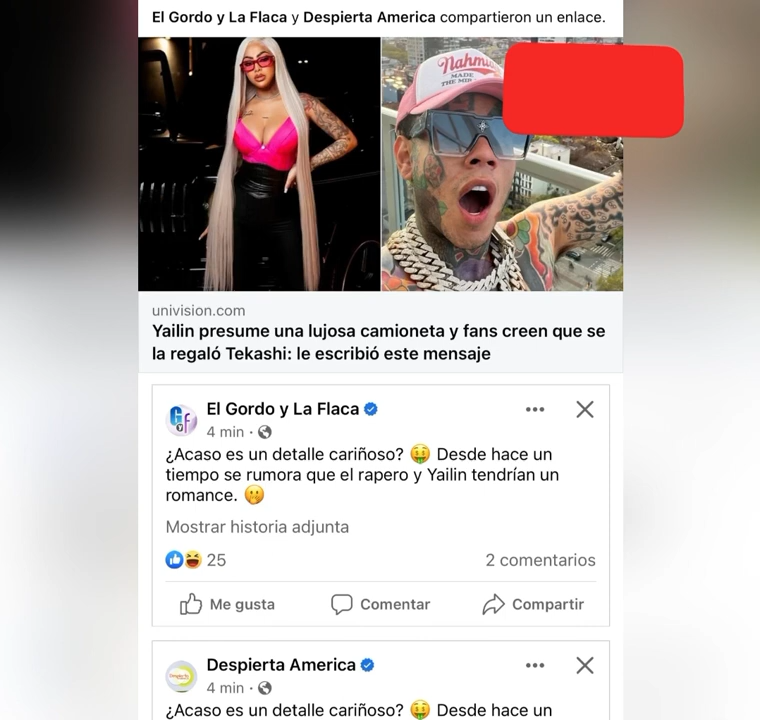 El Gordo y La Flaca y Despierta America compartieron un enlace.
MADE
univision.com
Yailin presume una lujosa camioneta y fans creen que se
la regaló Tekashi: le escribió este mensaje
El Gordo y La Flaca
4 min ·
¿Acaso es un detalle cariñoso? 🤑 Desde hace un
tiempo se rumora que el rapero y Yailin tendrían un
romance. 🤭
Mostrar historia adjunta
25 2 comentarios
Me gusta Comentar Compartir
Despierta America
4 min ·
¿Acaso es un detalle cariñoso? 🤑 Desde hace un